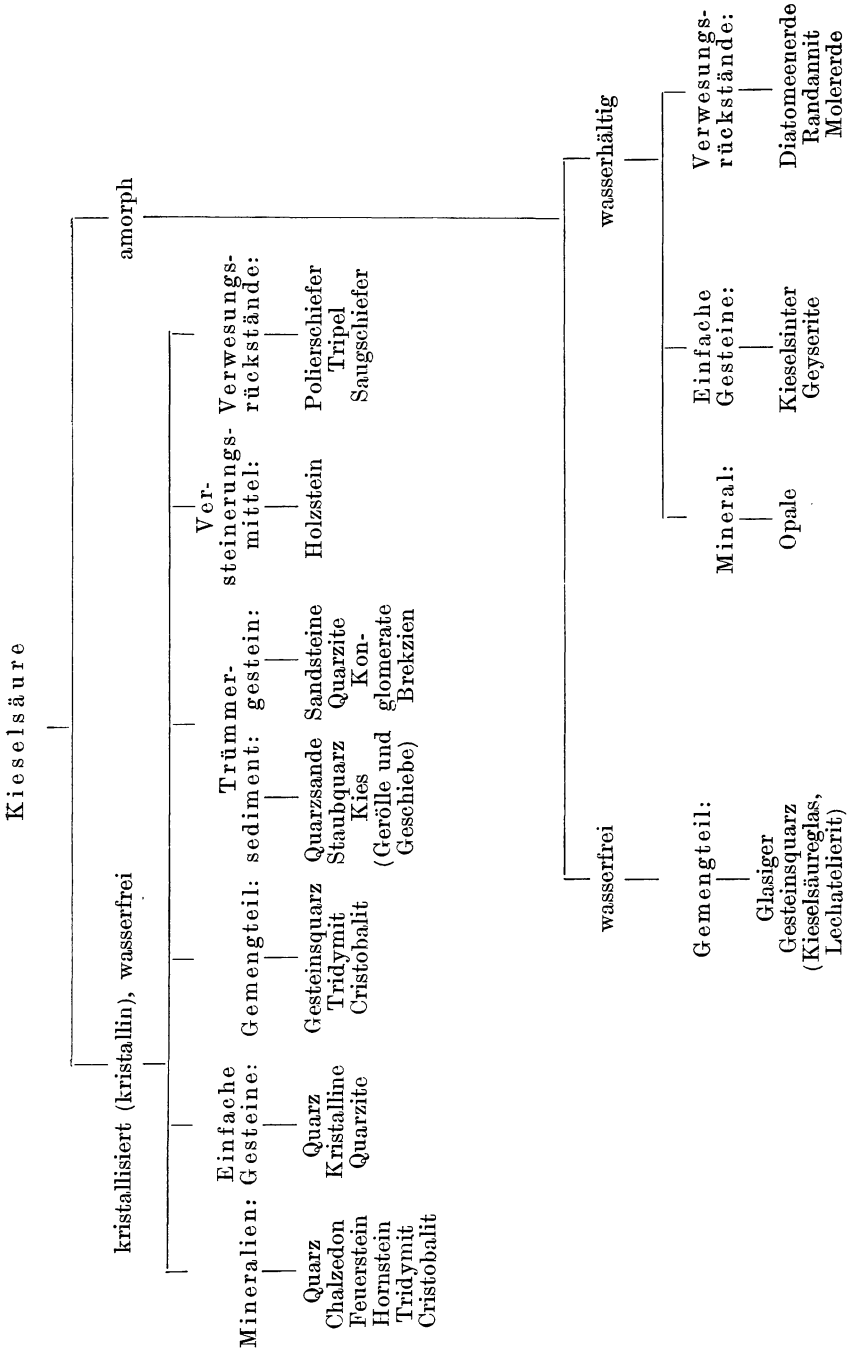 Kieselsäure
kristallisiert (kristallin), wasserfrei
amorph
Mineralien:
Quarz
Chalzedon
Feuerstein
Hornstein
Tridymit
Cristobalit
Einfache
Gesteine:
Quarz
Kristalline
Quarzite
Gemengteil:
Gesteinsquarz
Tridymit
Cristobalit
Trümmer-
sediment:
Quarzsande
Staubquarz
Kies
(Gerölle und
Geschiebe)
gestein:
Sandsteine
Quarzite
Kon-
glomerate
Brekzien
Ver-
steinerungs-
mittel:
Holzstein
Verwesungs-
rückstände:
Polierschiefer
Tripel
Saugschiefer
wasserfrei
wasserhältig
Gemengteil:
Glasiger
Gesteinsquarz
(Kieselsäureglas,
Lechatelierit)
Mineral:
Opale
Einfache
Gesteine:
Kieselsinter
Geyserite
Verwesungs-
rückstände:
Diatomeenerde
Randannit
Molererde